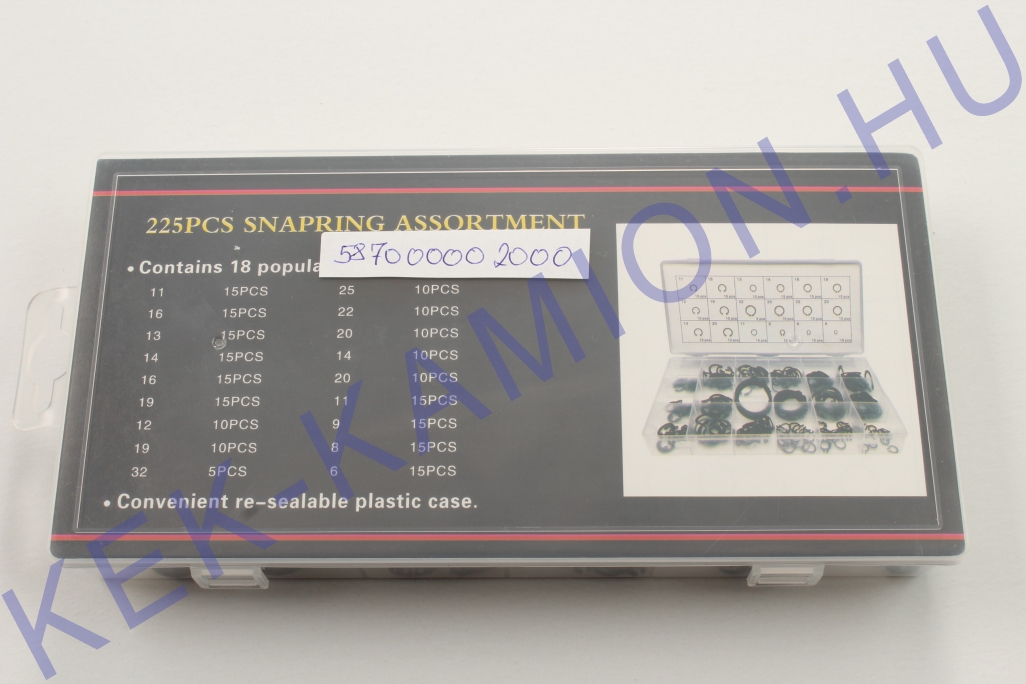 225PCS SNAPRING ASSORTMENT
587000002000
• Contains 18 popula
11 15PCS 25 10PCS
16 15PCS 22 10PCS
13 15PCS 20 10PCS
14 15PCS 14 10PCS
16 15PCS 20 10PCS
19 15PCS 11 15PCS
12 10PCS 9 15PCS
19 10PCS 8 15PCS
32 5PCS 6 15PCS
• Convenient re-sealable plastic case.
KEK-KAMION.HU